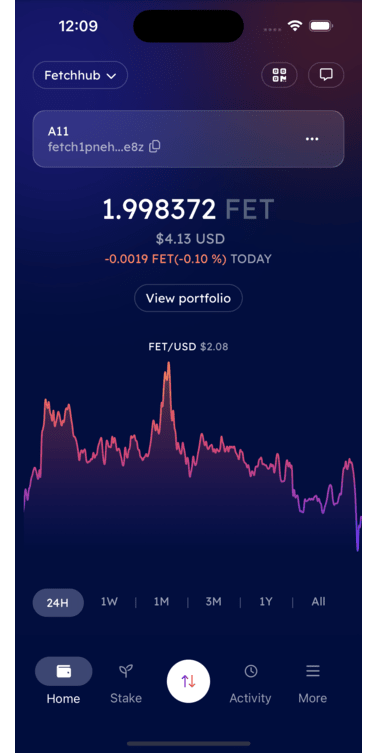 12:09
Fetchhub
A11
fetch1pneh...e8z
1.998372 FET
$4.13 USD
-0.0019 FET(-0.10 %) TODAY
View portfolio
FET/USD $2.08
24H 1W | 1M | 3M | 1Y | All
Home Stake Activity More